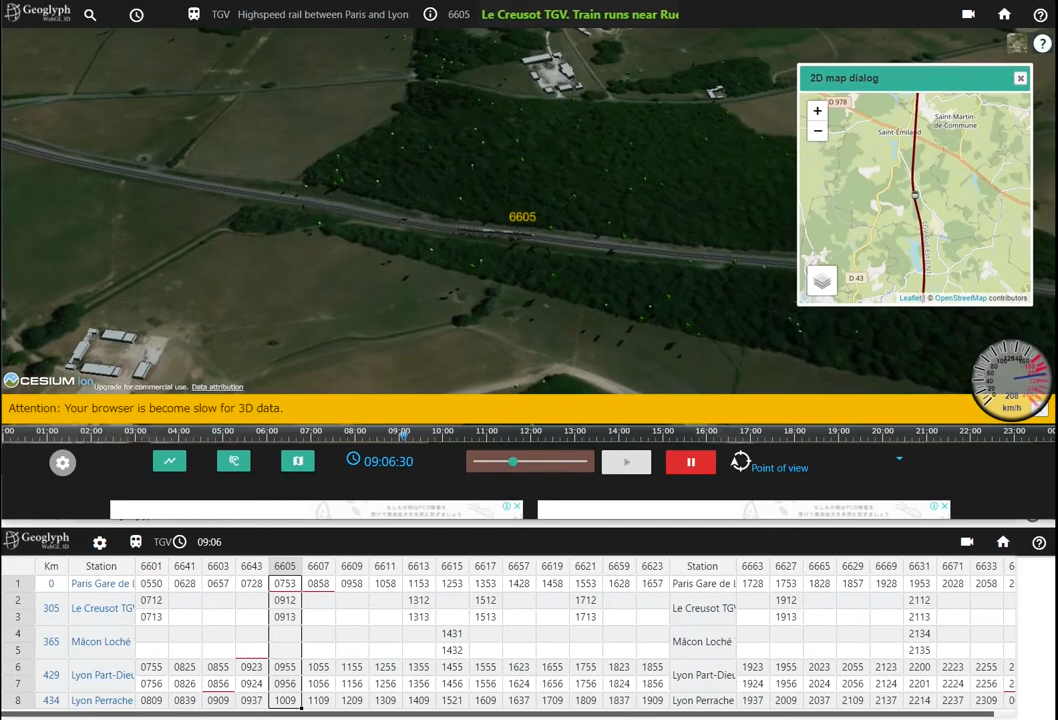 Geoglyph
WebGL 3D
TGV Highspeed rail between Paris and Lyon 6605 Le Creusot TGV. Train runs near Rue
?
6605
2D map dialog
+
−
D 978
Saint-Martin-
de-Commune
Saint-Émiland
D 43
Leaflet | © OpenStreetMap contributors
CESIUM ion Upgrade for commercial use. Data attribution
208
km/h
Attention: Your browser is become slow for 3D data.
:00 01:00 02:00 03:00 04:00 05:00 06:00 07:00 08:00 09:00 10:00 11:00 12:00 13:00 14:00 15:00 16:00 17:00 18:00 19:00 20:00 21:00 22:00 23:00
09:06:30
Point of view
Geoglyph
WebGL 3D
TGV 09:06
Km Station 6601 6641 6603 6643 6605 6607 6609 6611 6613 6615 6617 6657 6619 6621 6659 6623 Station 6663 6627 6665 6629 6669 6631 6671 6633 6
1 0 Paris Gare de L 0550 0628 0657 0728 0753 0858 0958 1058 1153 1253 1353 1428 1458 1553 1628 1657 Paris Gare de L 1728 1753 1828 1857 1928 1953 2028 2058 2
2 305 Le Creusot TGV 0712 0912 1312 1512 1712 Le Creusot TGV 1912 2112
3 0713 0913 1313 1513 1713 1913 2113
4 365 Mâcon Loché 1431 Mâcon Loché 2134
5 1432 2135
6 429 Lyon Part-Dieu 0755 0825 0855 0923 0955 1055 1155 1255 1355 1455 1555 1623 1655 1755 1823 1855 Lyon Part-Dieu 1923 1955 2023 2055 2123 2200 2223 2255 2
7 0756 0826 0856 0924 0956 1056 1156 1256 1356 1456 1556 1624 1656 1756 1824 1856 1924 1956 2024 2056 2124 2201 2224 2256 2
8 434 Lyon Perrache 0809 0839 0909 0937 1009 1109 1209 1309 1409 1521 1609 1637 1709 1809 1837 1909 Lyon Perrache 1937 2009 2037 2109 2137 2214 2237 2309 0